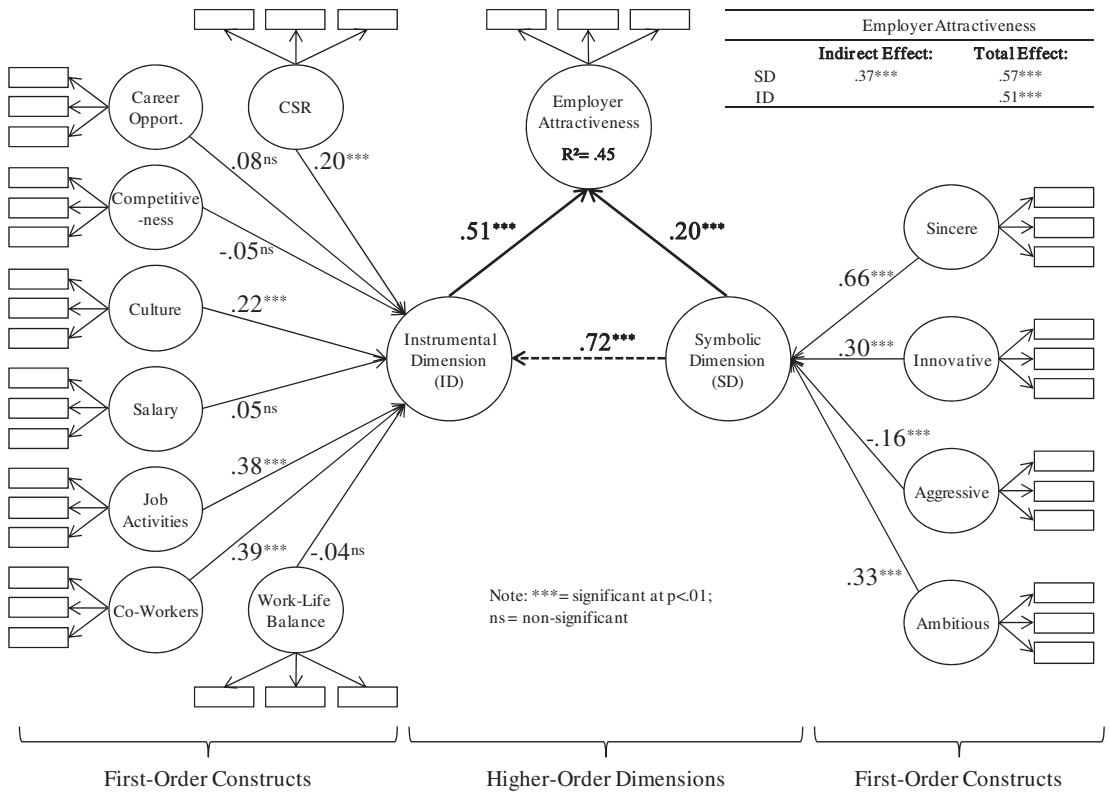 Employer Attractiveness
Indirect Effect: Total Effect:
SD .37*** .57***
ID .51***
Career
Opport.
CSR
Employer
Attractiveness
R²= .45
.08ns
.20***
Competitive
-ness
-.05ns
.51***
.20***
Sincere
.66***
Culture
.22***
Instrumental
Dimension
(ID)
.72***
Symbolic
Dimension
(SD)
.30***
Innovative
Salary
.05ns
-.16***
Aggressive
Job
Activities
.38***
.39***
-.04ns
Co-Workers
Work-Life
Balance
Note: ***= significant at p<.01;
ns = non-significant
.33***
Ambitious
First-Order Constructs
Higher-Order Dimensions
First-Order Constructs